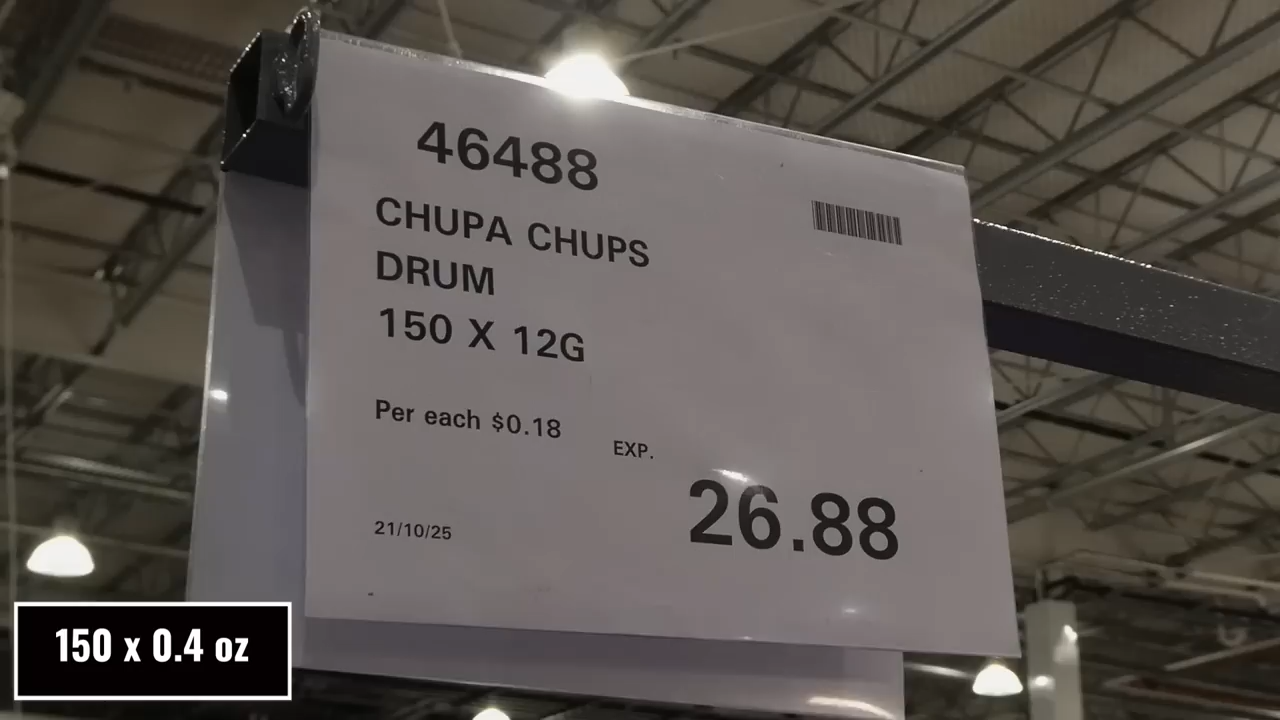 46488
CHUPA CHUPS
DRUM
150 X 12G
Per each $0.18
EXP.
26.88
21/10/25
150 x 0.4 oz